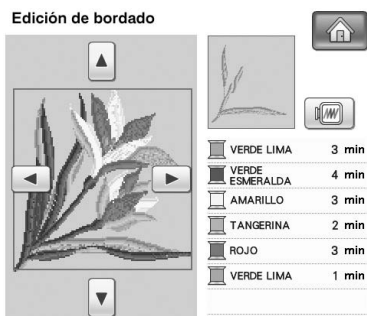 Edición de bordado
VERDE LIMA 3 min
VERDE
ESMERALDA 4 min
AMARILLO 3 min
TANGERINA 2 min
ROJO 3 min
VERDE LIMA 1 min